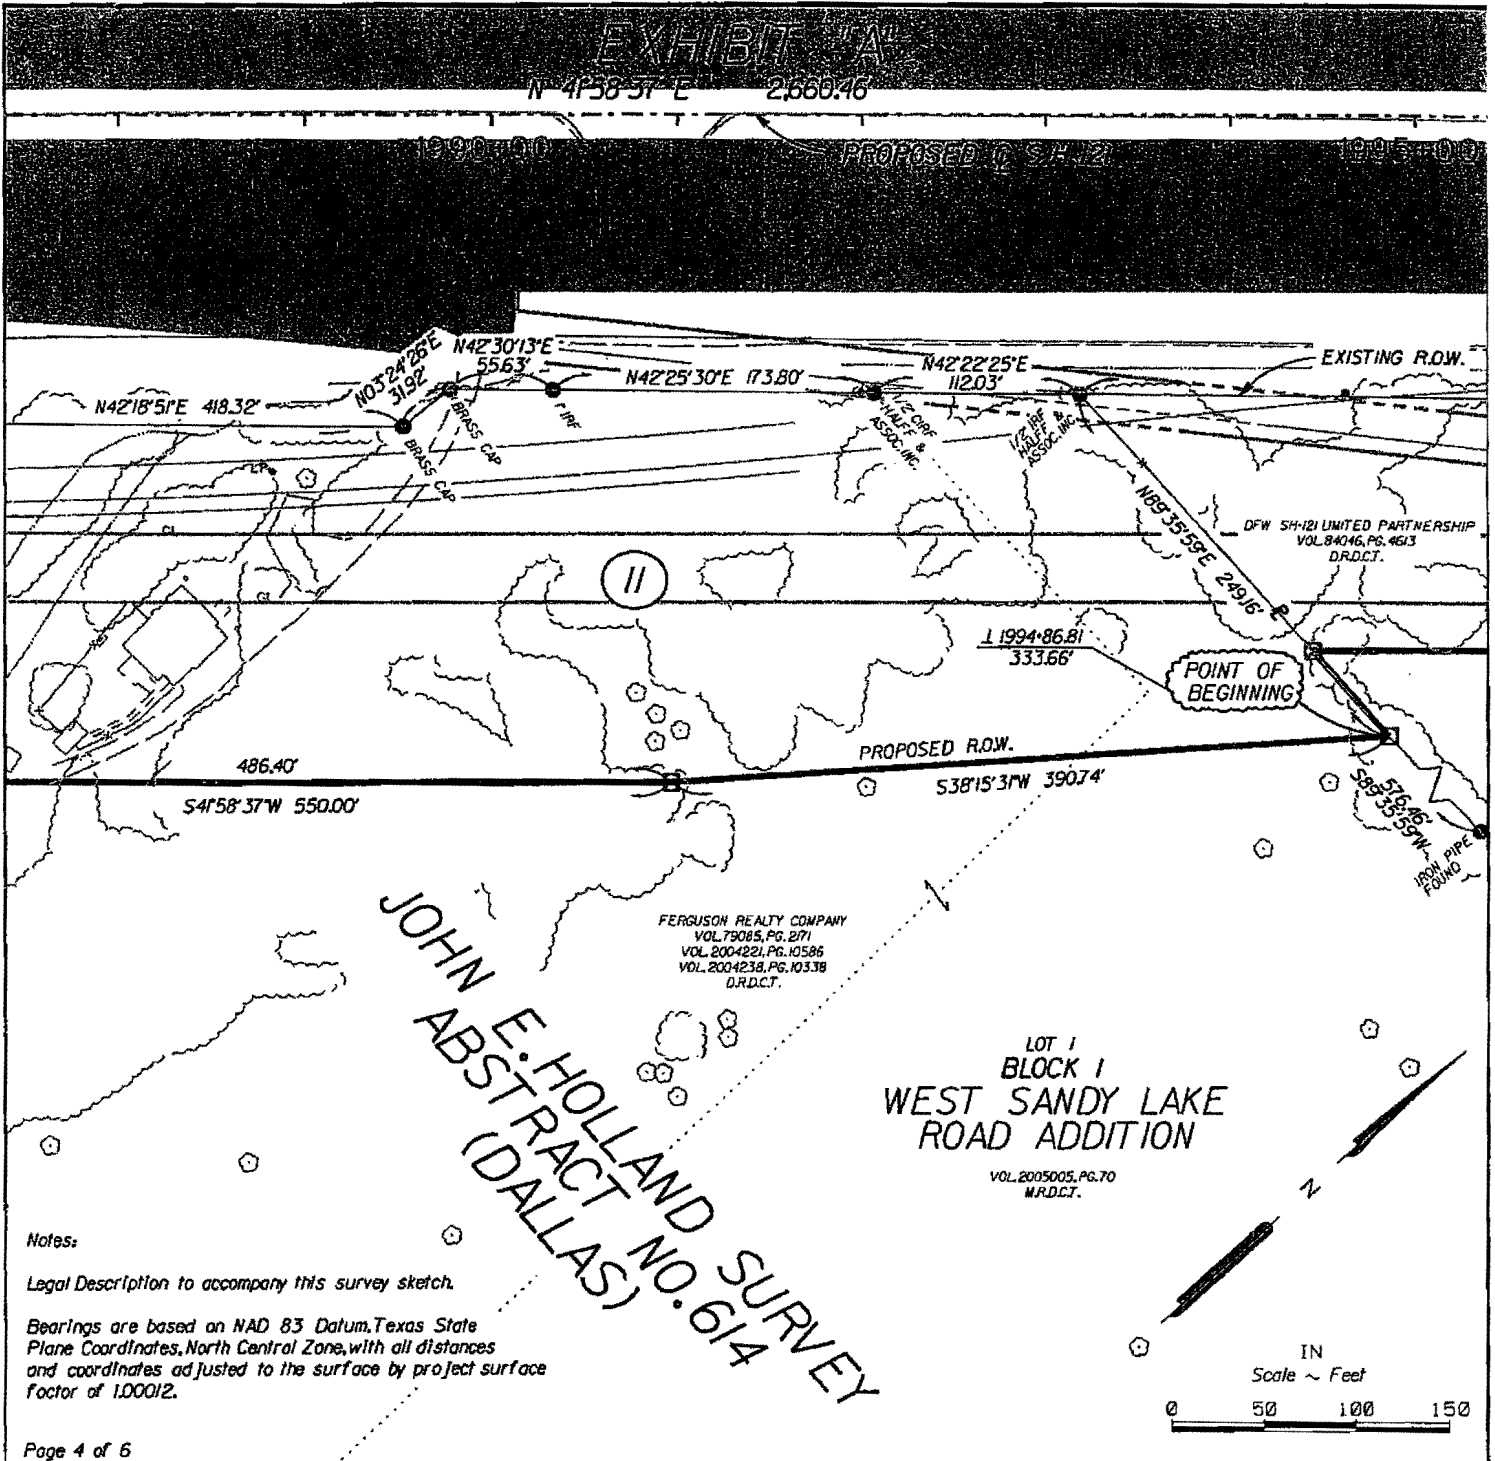 EXHIBIT "A"
N 41°58'37" E 2,660.46
1990+00
1995+00
PROPOSED ℄ S.H. 121
N42°18'51"E 418.32'
N03°24'26"E
31.92'
N42°30'13"E
55.63'
N42°25'30"E 173.80'
N42°22'25"E
112.03'
EXISTING R.O.W.
BRASS CAP
BRASS CAP
1" IRF
1/2" CIRF
HALFF &
ASSOC. INC.
1/2" IRF
HALFF &
ASSOC. INC.
N89°35'59"E 249.16'
DFW SH-121 LIMITED PARTNERSHIP
VOL. 84046, PG. 4613
D.R.D.C.T.
11
1994+86.81
333.66'
POINT OF
BEGINNING
PROPOSED R.O.W.
S38°15'31"W 390.74'
486.40'
S41°58'37"W 550.00'
576.46'
S89°35'59"W
IRON PIPE
FOUND
FERGUSON REALTY COMPANY
VOL. 79085, PG. 2171
VOL. 2004221, PG. 10586
VOL. 2004238, PG. 10338
D.R.D.C.T.
JOHN E. HOLLAND SURVEY
ABSTRACT NO. 614
(DALLAS)
LOT 1
BLOCK 1
WEST SANDY LAKE
ROAD ADDITION
VOL. 2005005, PG. 70
M.R.D.C.T.
N
Notes:
Legal Description to accompany this survey sketch.
Bearings are based on NAD 83 Datum, Texas State
Plane Coordinates, North Central Zone, with all distances
and coordinates adjusted to the surface by project surface
factor of 1.00012.
IN
Scale ~ Feet
0 50 100 150
Page 4 of 6